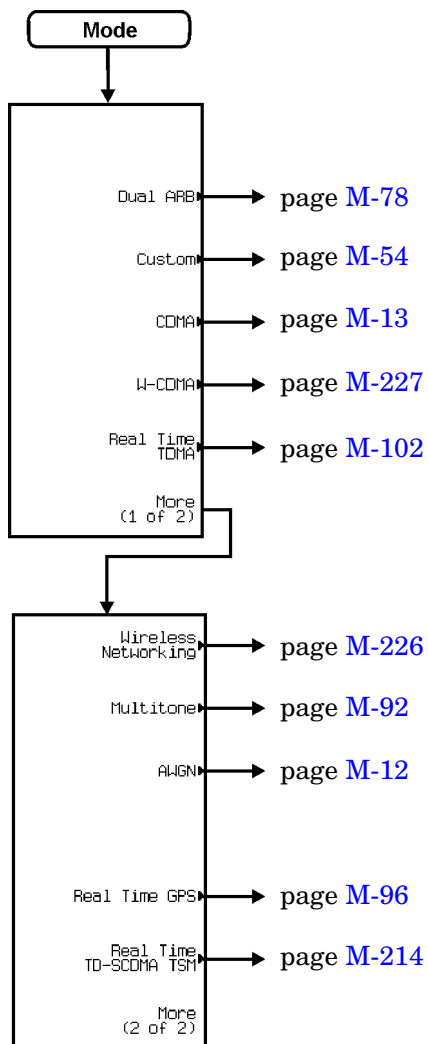 Mode
Dual ARB page M-78
Custom page M-54
CDMA page M-13
W-CDMA page M-227
Real Time
TDMA page M-102
More
(1 of 2)
Wireless
Networking page M-226
Multitone page M-92
AWGN page M-12
Real Time GPS page M-96
Real Time
TD-SCDMA TSM page M-214
More
(2 of 2)